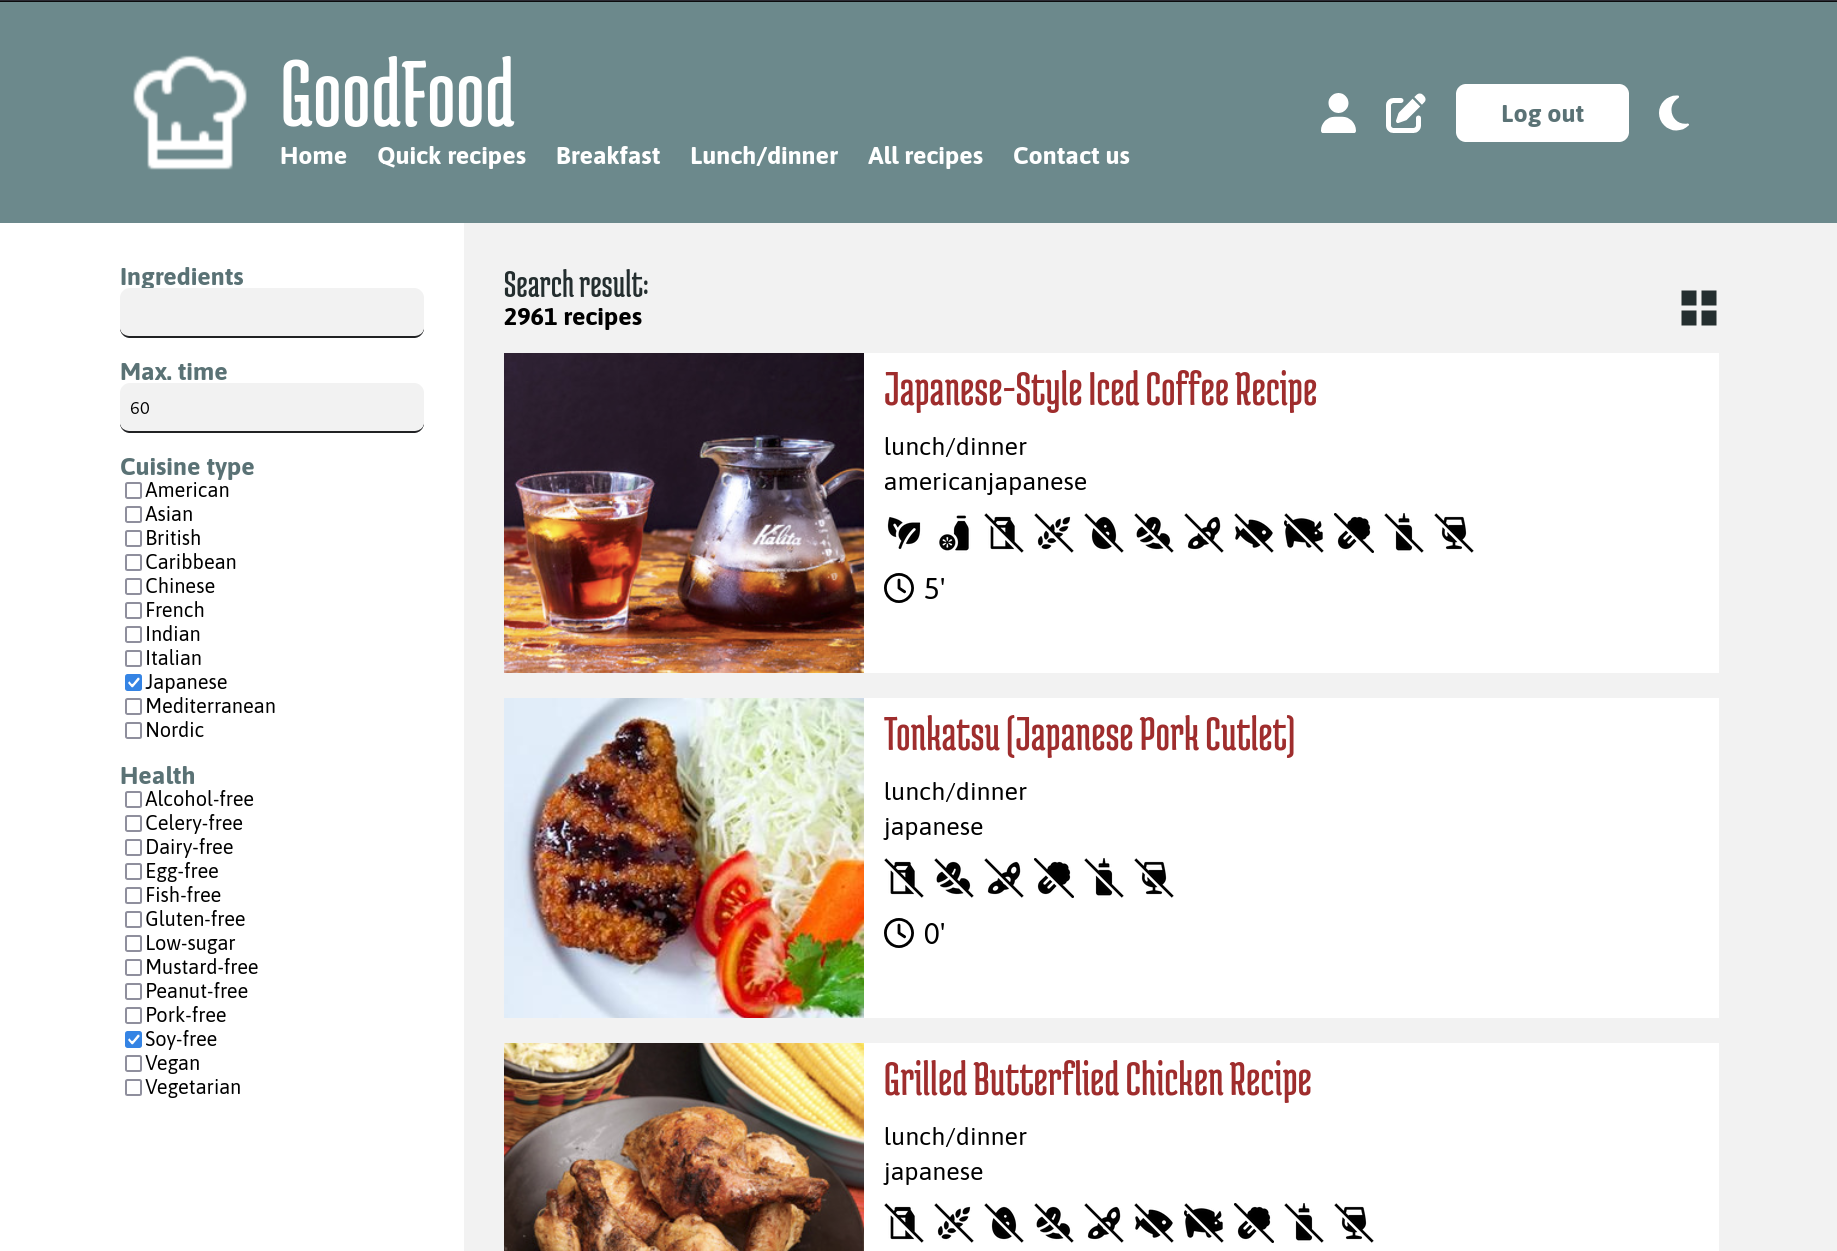 GoodFood
Home Quick recipes Breakfast Lunch/dinner All recipes Contact us
Log out
Ingredients
Max. time
60
Cuisine type
American
Asian
British
Caribbean
Chinese
French
Indian
Italian
Japanese
Mediterranean
Nordic
Health
Alcohol-free
Celery-free
Dairy-free
Egg-free
Fish-free
Gluten-free
Low-sugar
Mustard-free
Peanut-free
Pork-free
Soy-free
Vegan
Vegetarian
Search result:
2961 recipes
Kalita
Japanese-Style Iced Coffee Recipe
lunch/dinner
americanjapanese
5'
Tonkatsu (Japanese Pork Cutlet)
lunch/dinner
japanese
0'
Grilled Butterflied Chicken Recipe
lunch/dinner
japanese